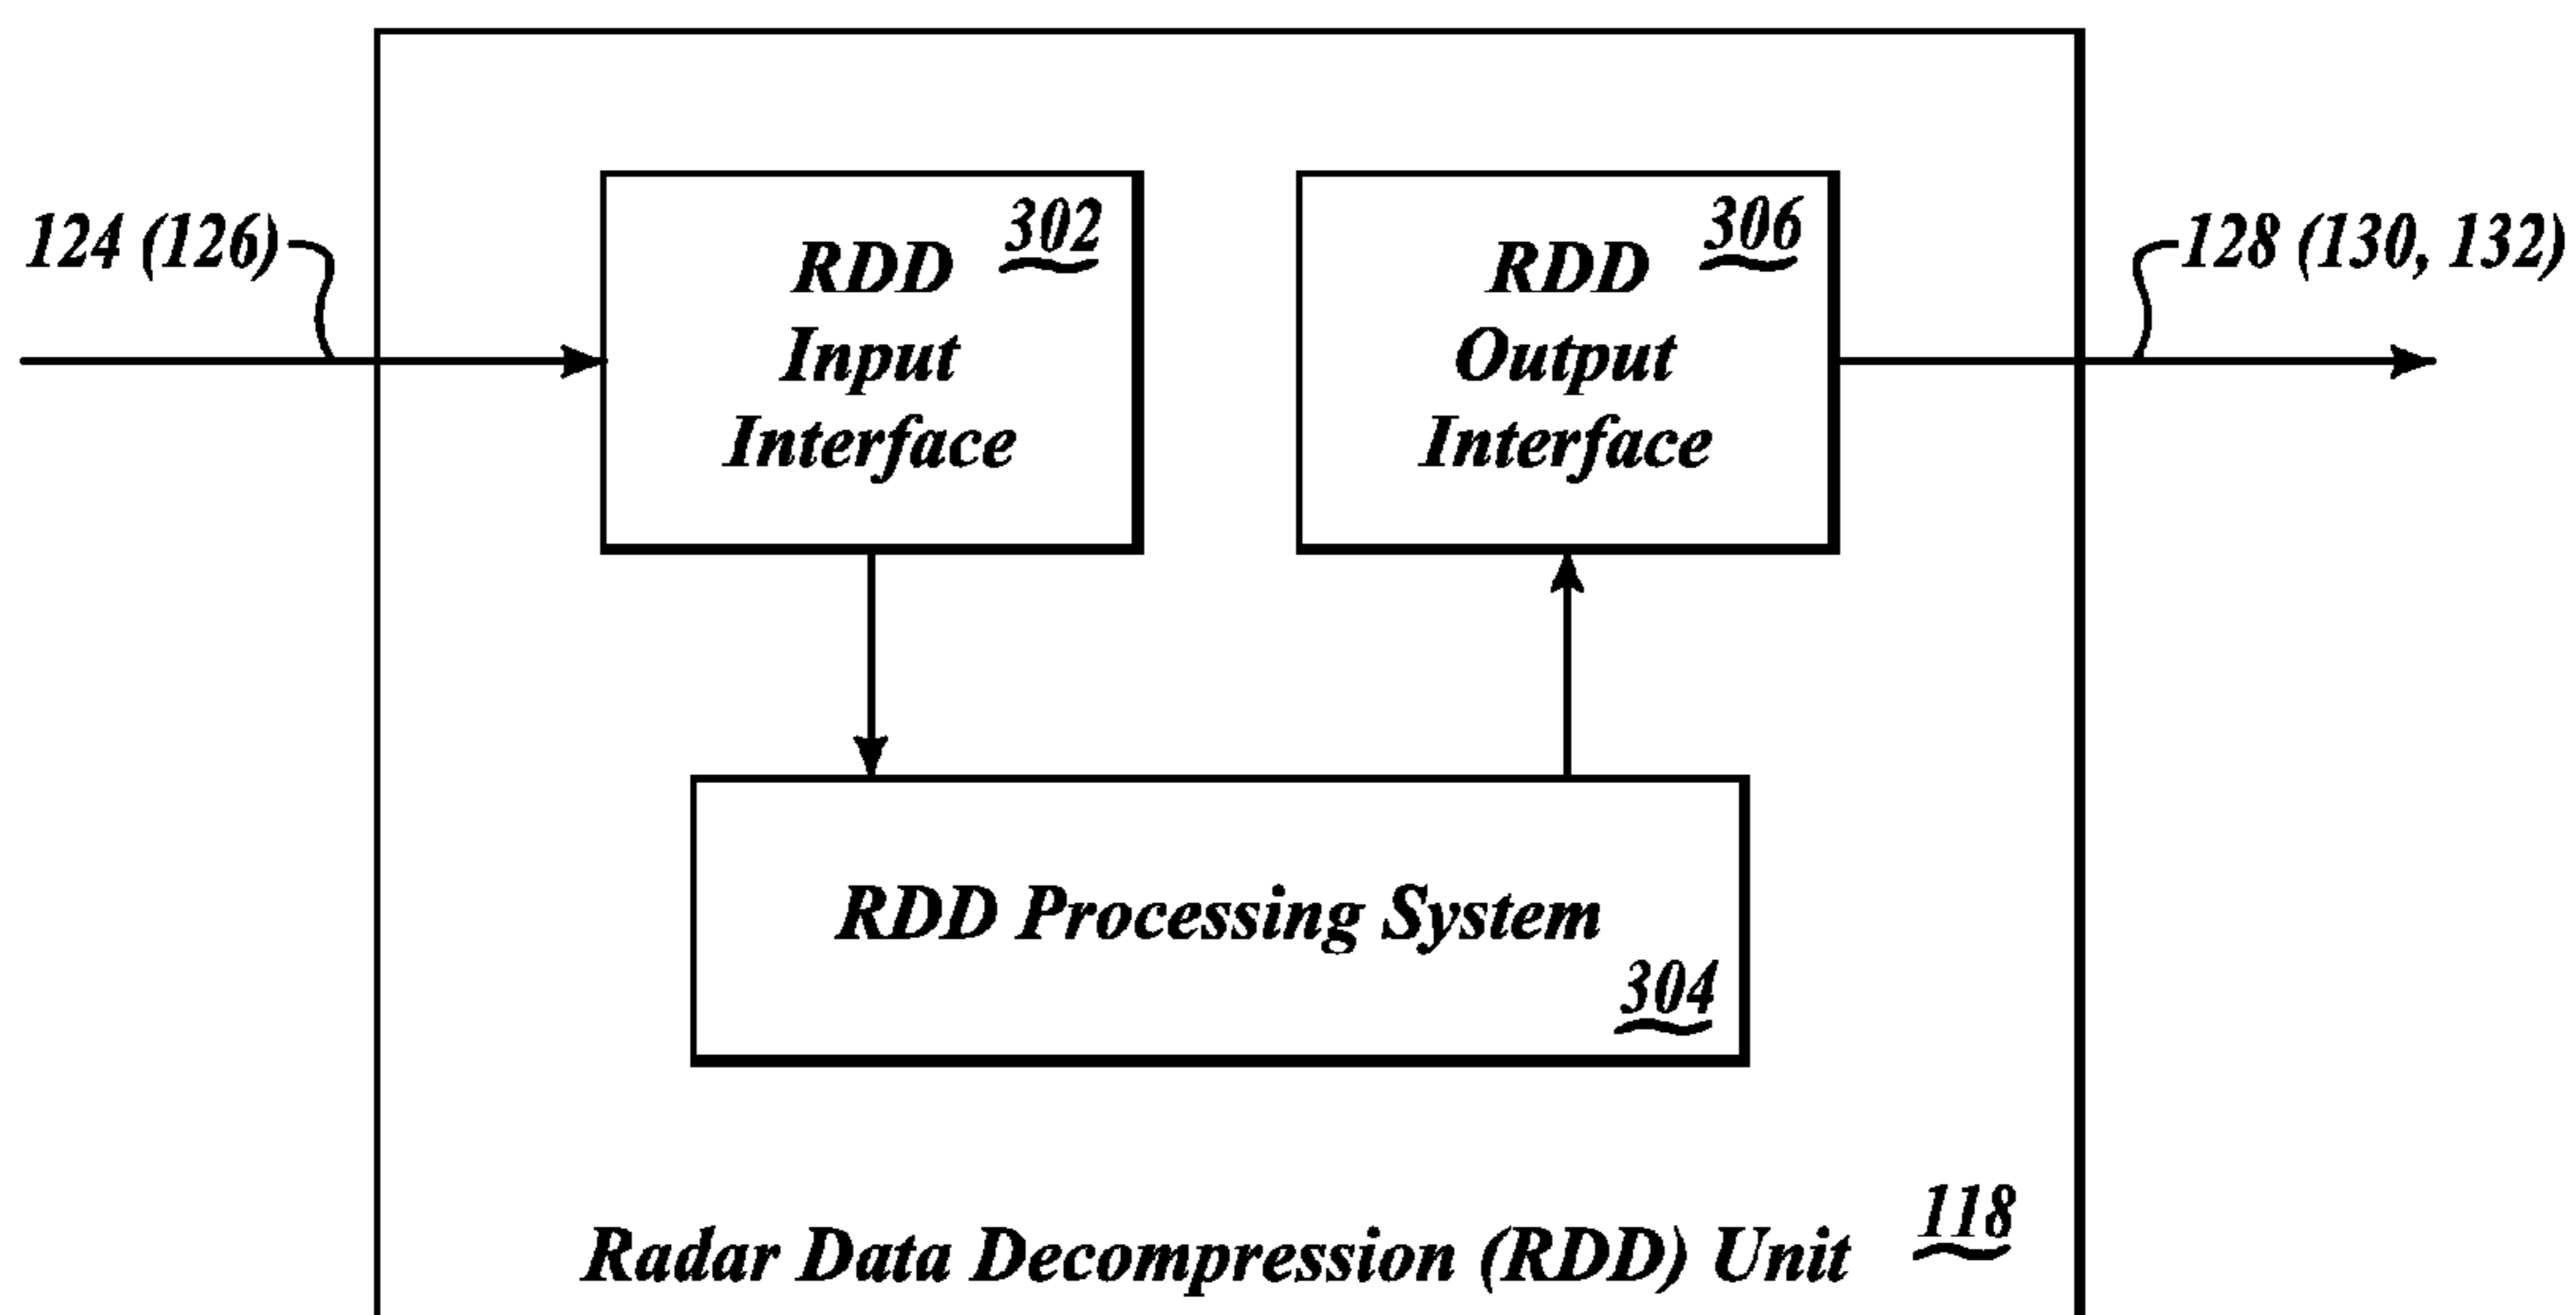 124 (126)
302
RDD
Input
Interface
306
RDD
Output
Interface
128 (130, 132)
RDD Processing System
304
118
Radar Data Decompression (RDD) Unit